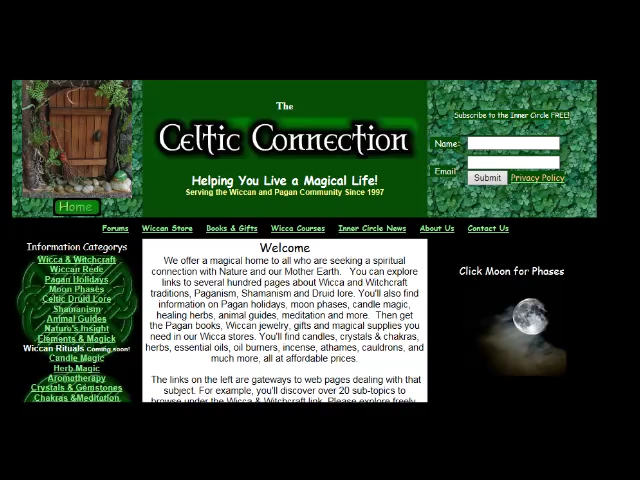 The
Celtic Connection
Helping You Live a Magical Life!
Serving the Wiccan and Pagan Community Since 1997
Home
Subscribe to the Inner Circle FREE!
Name:
Email
Submit Privacy Policy
Forums Wiccan Store Books & Gifts Wicca Courses Inner Circle News About Us Contact Us
Information Categorys
Wicca & Witchcraft
Wiccan Rede
Pagan Holidays
Moon Phases
Celtic Druid Lore
Shamanism
Animal Guides
Nature's Insight
Elements & Magick
Wiccan Rituals Coming soon!
Candle Magic
Herb Magic
Aromatherapy
Crystals & Gemstones
Chakras &Meditation
Welcome
We offer a magical home to all who are seeking a spiritual
connection with Nature and our Mother Earth. You can explore
links to several hundred pages about Wicca and Witchcraft
traditions, Paganism, Shamanism and Druid lore. You'll also find
information on Pagan holidays, moon phases, candle magic,
healing herbs, animal guides, meditation and more. Then get
the Pagan books, Wiccan jewelry, gifts and magical supplies you
need in our Wicca stores. You'll find candles, crystals & chakras,
herbs, essential oils, oil burners, incense, athames, cauldrons, and
much more, all at affordable prices.
The links on the left are gateways to web pages dealing with that
subject. For example, you'll discover over 20 sub-topics to
browse under the Wicca & Witchcraft link. Please explore freely
Click Moon for Phases